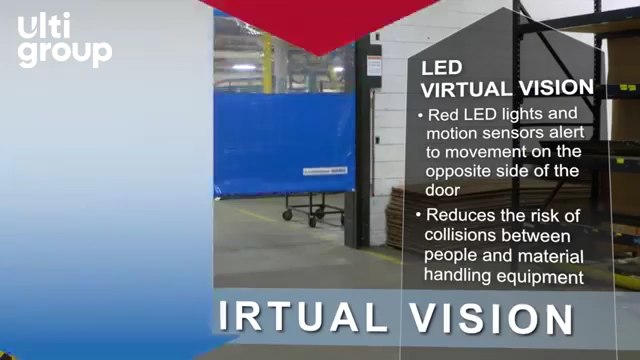 ulti
group
LED
VIRTUAL VISION
• Red LED lights and
motion sensors alert
to movement on the
opposite side of the
door
• Reduces the risk of
collisions between
people and material
handling equipment
IRTUAL VISION